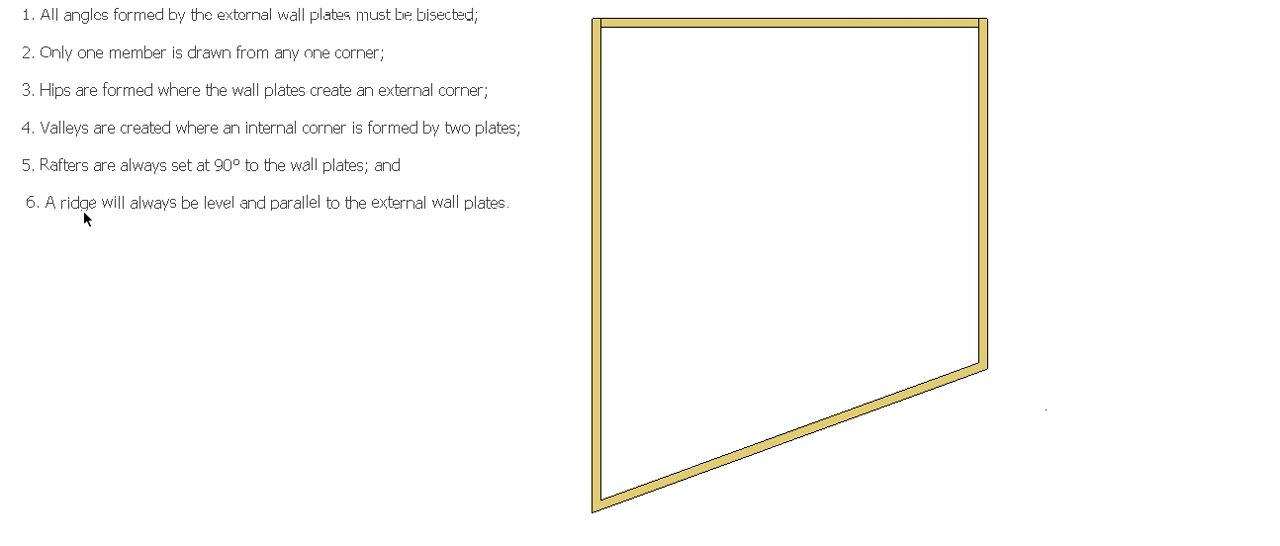 1. All angles formed by the external wall plates must be bisected;
2. Only one member is drawn from any one corner;
3. Hips are formed where the wall plates create an external corner;
4. Valleys are created where an internal corner is formed by two plates;
5. Rafters are always set at 90º to the wall plates; and
6. A ridge will always be level and parallel to the external wall plates.